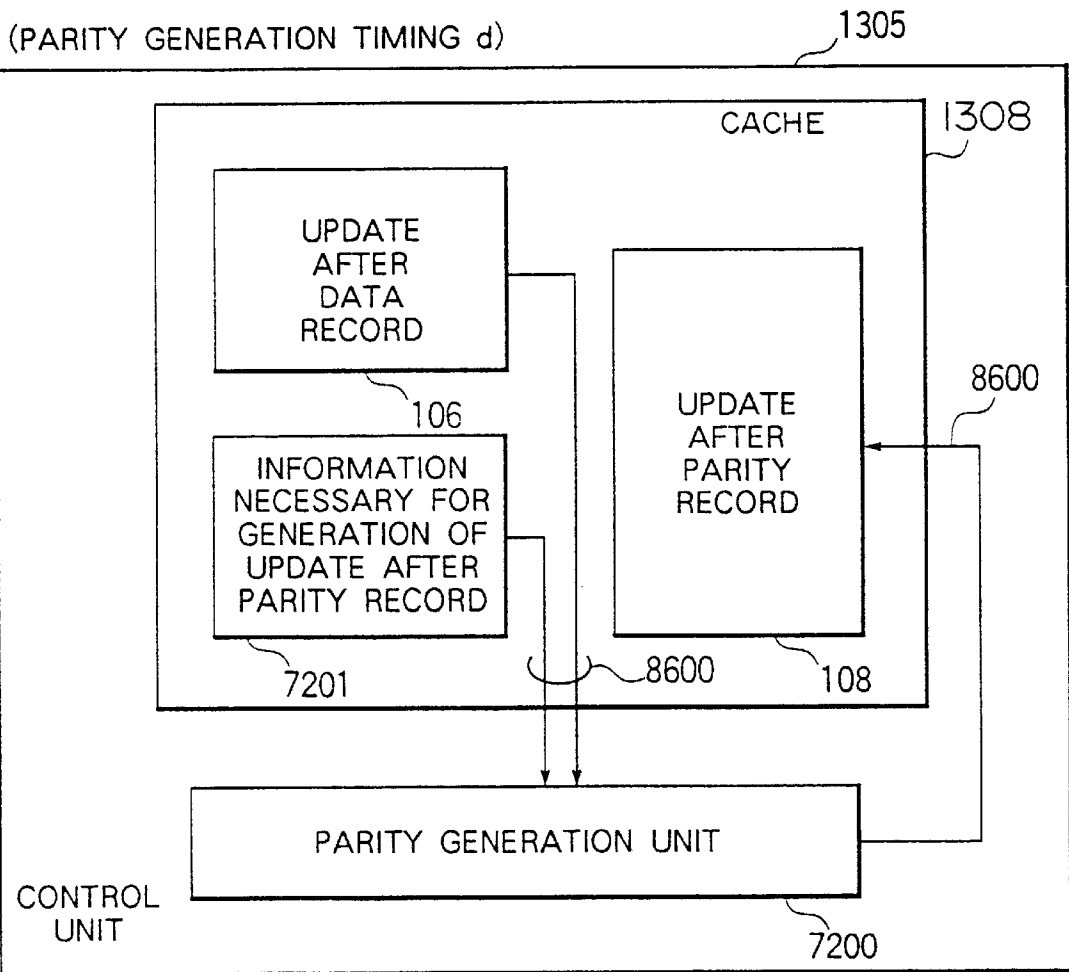 (PARITY GENERATION TIMING d)
1305
CACHE
1308
UPDATE
AFTER
DATA
RECORD
106
INFORMATION
NECESSARY FOR
GENERATION OF
UPDATE AFTER
PARITY RECORD
7201
UPDATE
AFTER
PARITY
RECORD
108
8600
8600
PARITY GENERATION UNIT
7200
CONTROL
UNIT